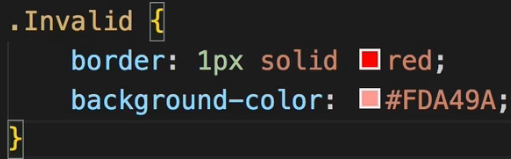 .Invalid {
    border: 1px solid red;
    background-color: #FDA49A;
}